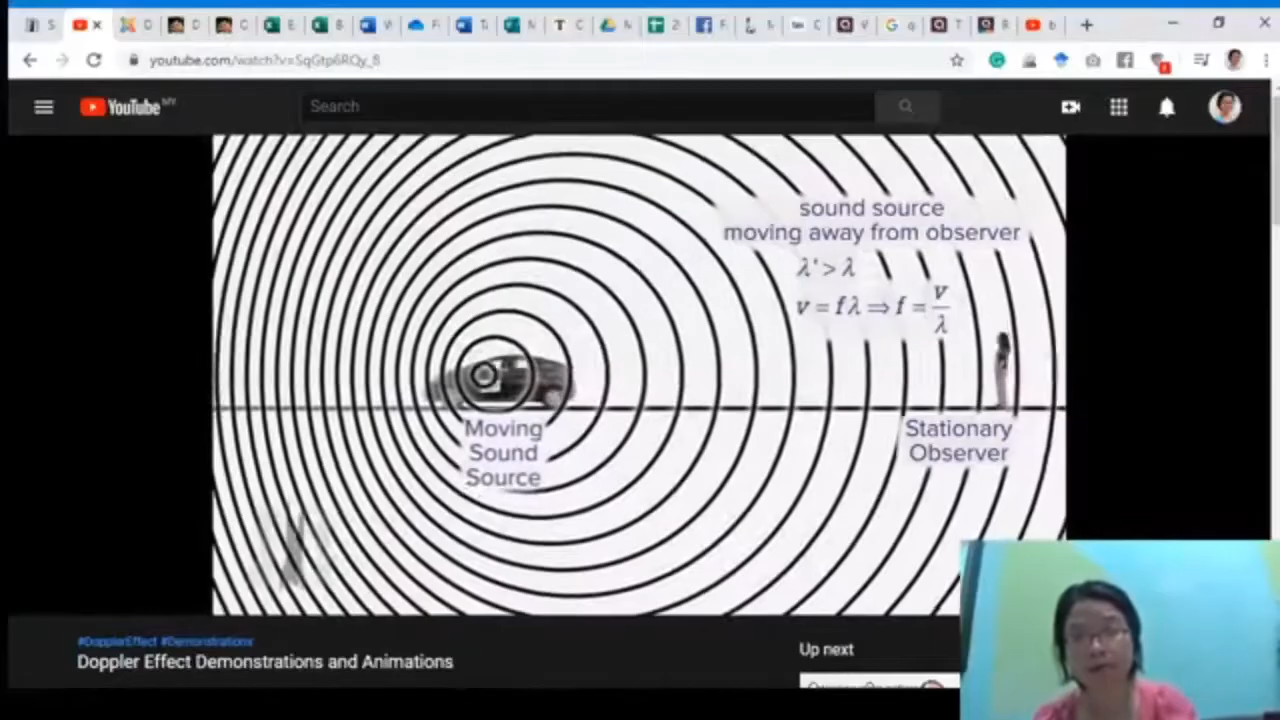 youtube.com/watch?v=SqGtp6RQy_8
YouTube MY
Search
sound source
moving away from observer
λ' > λ
v = f λ ⇒ f = v/λ
Moving
Sound
Source
Stationary
Observer
#DopplerEffect #Demonstrations
Doppler Effect Demonstrations and Animations
Up next